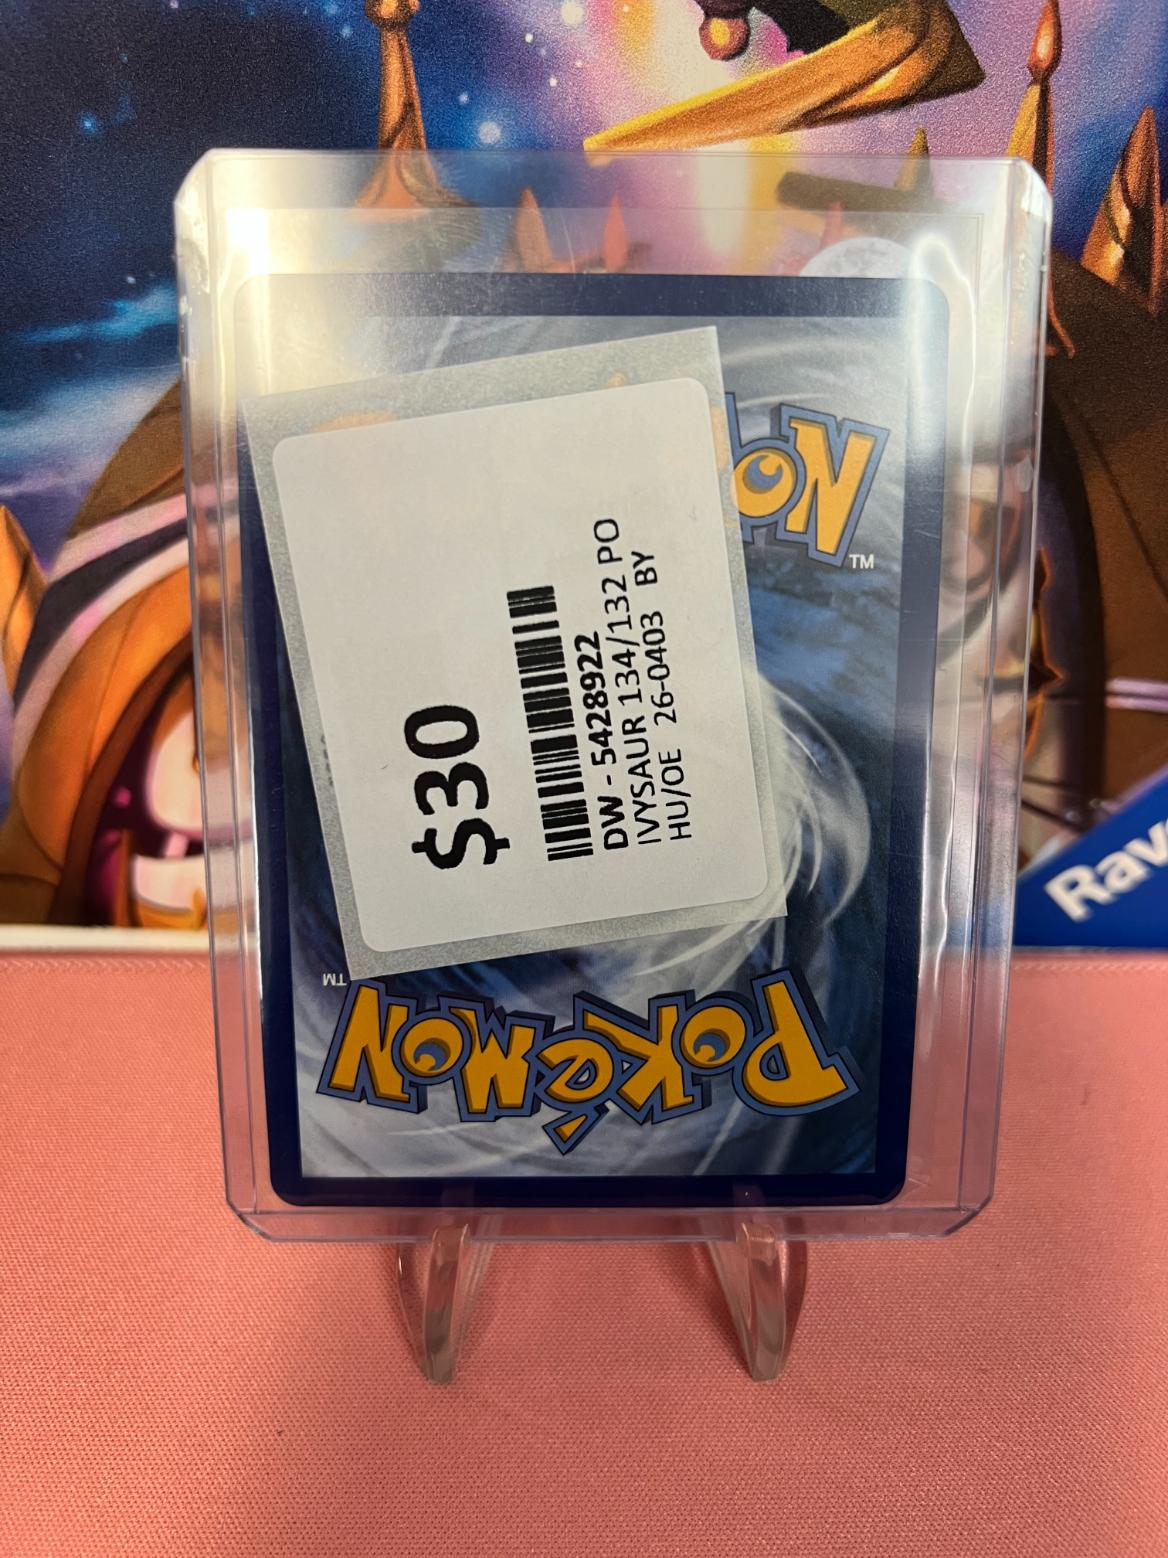 $30
DW - 5428922
IVYSAUR 134/132 PO
HU/OE 26-0403 BY
ON
TM
TM
POKéMON
Rav